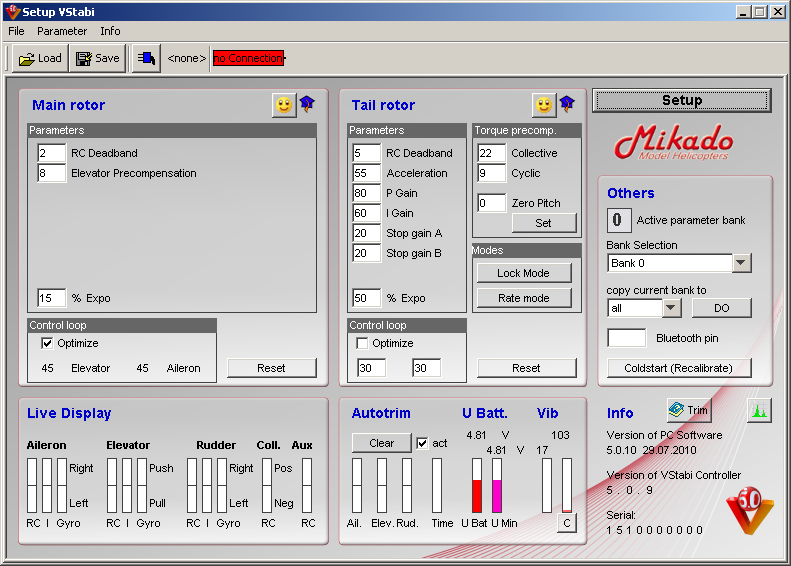 Setup VStabi
File Parameter Info
Load Save <none> no Connection
Main rotor
Parameters
2 RC Deadband
8 Elevator Precompensation
15 % Expo
Control loop
Optimize
45 Elevator 45 Aileron
Reset
Tail rotor
Parameters
5 RC Deadband
55 Acceleration
80 P Gain
60 I Gain
20 Stop gain A
20 Stop gain B
50 % Expo
Torque precomp.
22 Collective
9 Cyclic
0 Zero Pitch
Set
Modes
Lock Mode
Rate mode
Control loop
Optimize
30 30
Reset
Setup
Mikado
Model Helicopters
Others
0 Active parameter bank
Bank Selection
Bank 0
copy current bank to
all DO
Bluetooth pin
Coldstart (Recalibrate)
Live Display
Aileron Elevator Rudder Coll. Aux
Right Push Right Pos
Left Pull Left Neg
RC I Gyro RC I Gyro RC I Gyro RC RC
Autotrim U Batt. Vib
Clear act 4.81 V 103
4.81 V 17
Ail. Elev. Rud. Time U Bat U Min C
Info Trim
Version of PC Software
5.0.10 29.07.2010
Version of VStabi Controller
5 . 0 . 9
Serial:
1 5 1 0 0 0 0 0 0 0
5.0